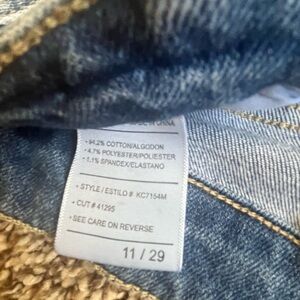 • 94.2% COTTON/ALGODON
• 4.7% POLYESTER/POLIESTER
• 1.1% SPANDEX/ELASTANO
• STYLE / ESTILO # KC7154M
• CUT # 41295
• SEE CARE ON REVERSE
11 / 29